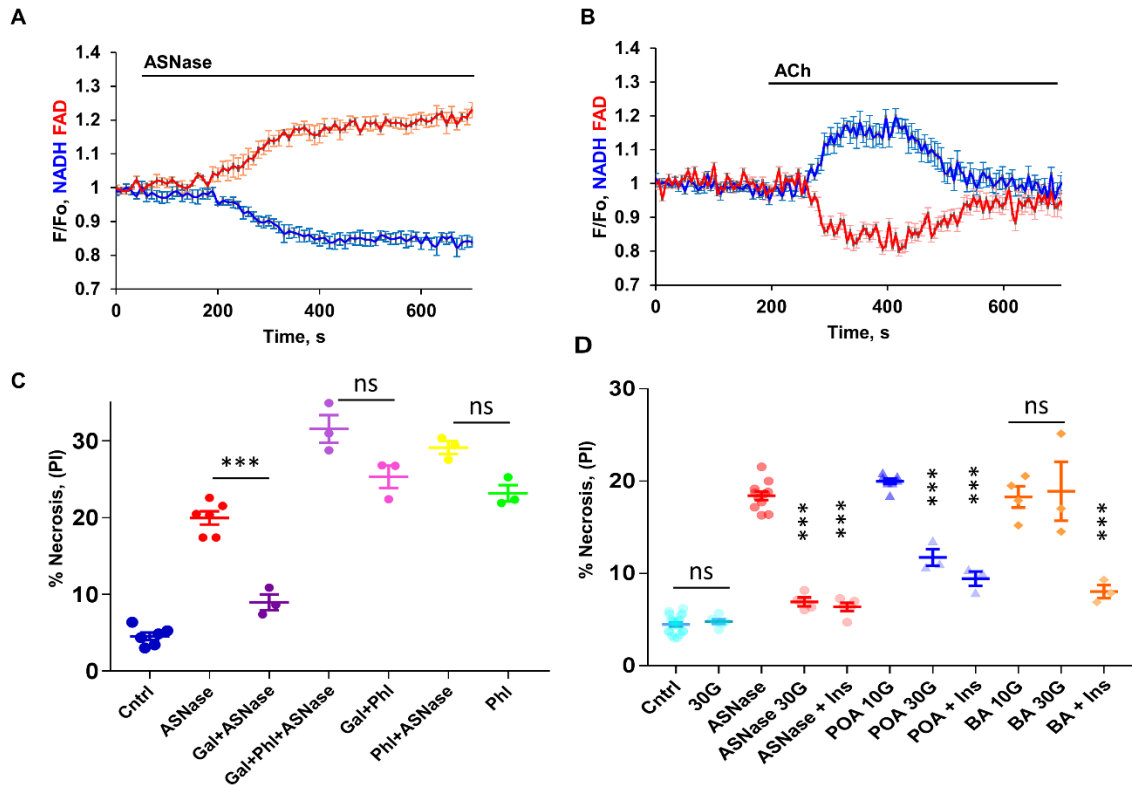 A
ASNase
1.4
1.3
1.2
1.1
1
0.9
0.8
0.7
F/Fo, NADH FAD
0
200
400
600
Time, s
B
ACh
1.4
1.3
1.2
1.1
1
0.9
0.8
0.7
F/Fo, NADH FAD
0
200
400
600
Time, s
C
ns
ns
***
30
20
10
0
% Necrosis, (PI)
Cntrl
ASNase
Gal+ASNase
Gal+Phl+ASNase
Gal+Phl
Phl+ASNase
Phl
D
ns
ns
***
***
***
***
***
30
20
10
0
% Necrosis, (PI)
Cntrl
30G
ASNase
ASNase 30G
ASNase + Ins
POA 10G
POA 30G
POA + Ins
BA 10G
BA 30G
BA + Ins